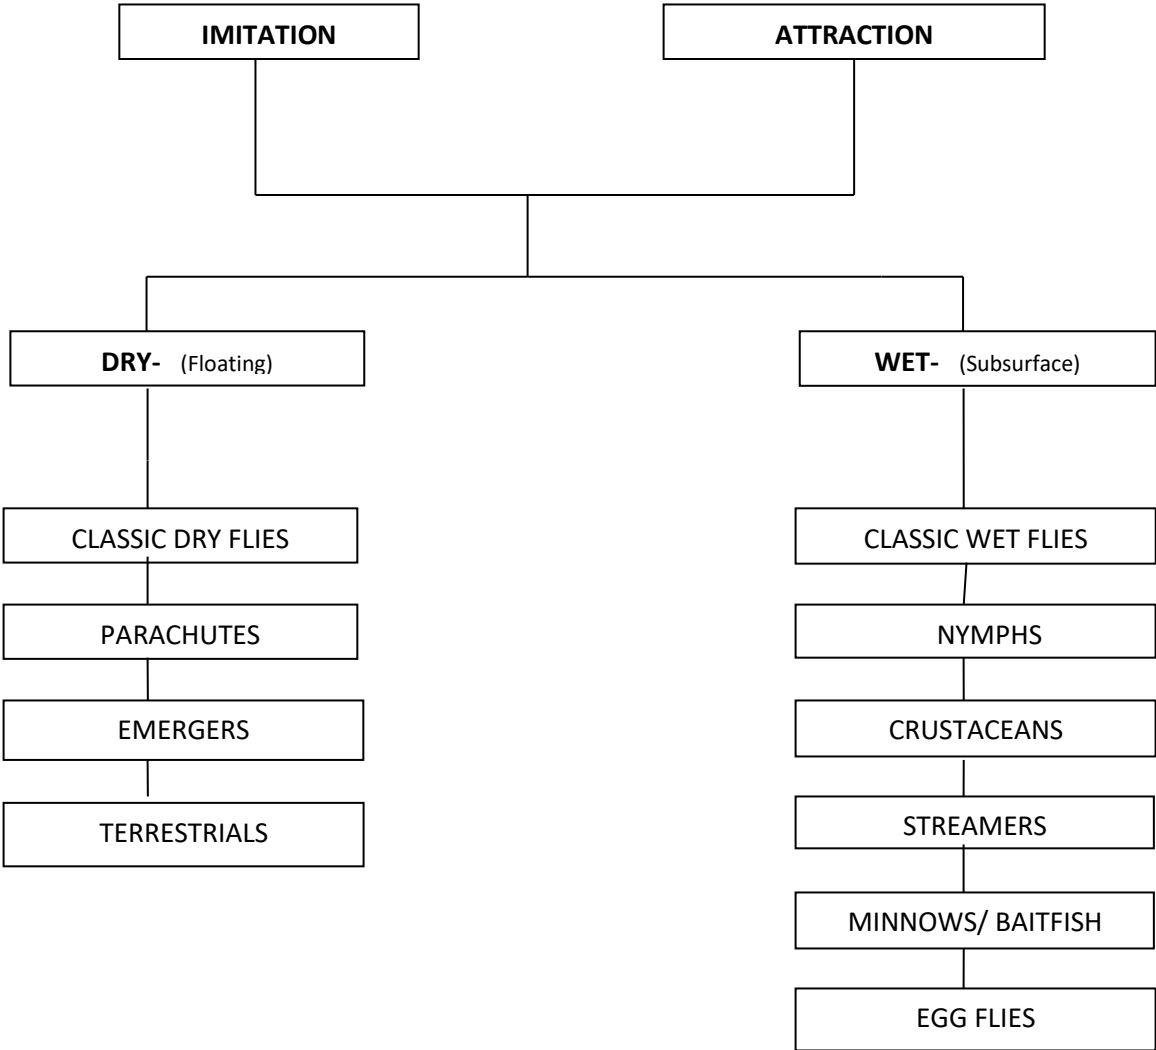 IMITATION
ATTRACTION
DRY- (Floating)
WET- (Subsurface)
CLASSIC DRY FLIES
CLASSIC WET FLIES
PARACHUTES
NYMPHS
EMERGERS
CRUSTACEANS
TERRESTRIALS
STREAMERS
MINNOWS/ BAITFISH
EGG FLIES